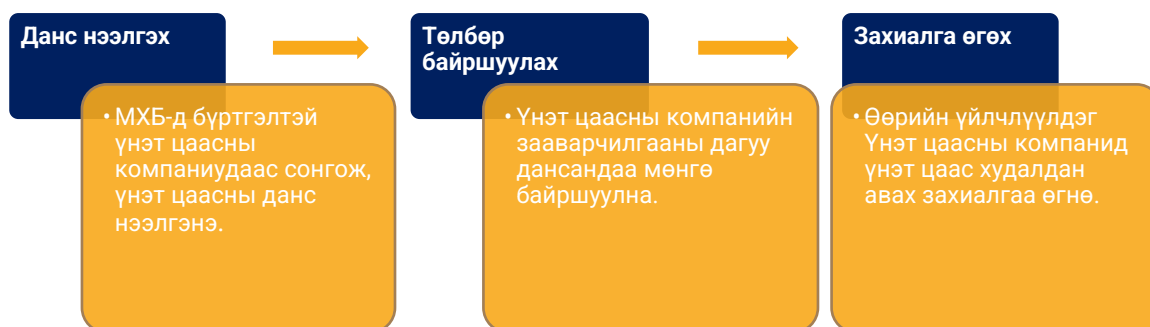 Данс нээлгэх
• МХБ-д бүртгэлтэй
үнэт цаасны
компаниудаас сонгож,
үнэт цаасны данс
нээлгэнэ.
Төлбөр
байршуулах
• Үнэт цаасны компанийн
зааварчилгааны дагуу
дансандаа мөнгө
байршуулна.
Захиалга өгөх
• Өөрийн үйлчлүүлдэг
Үнэт цаасны компанид
үнэт цаас худалдан
авах захиалгаа өгнө.